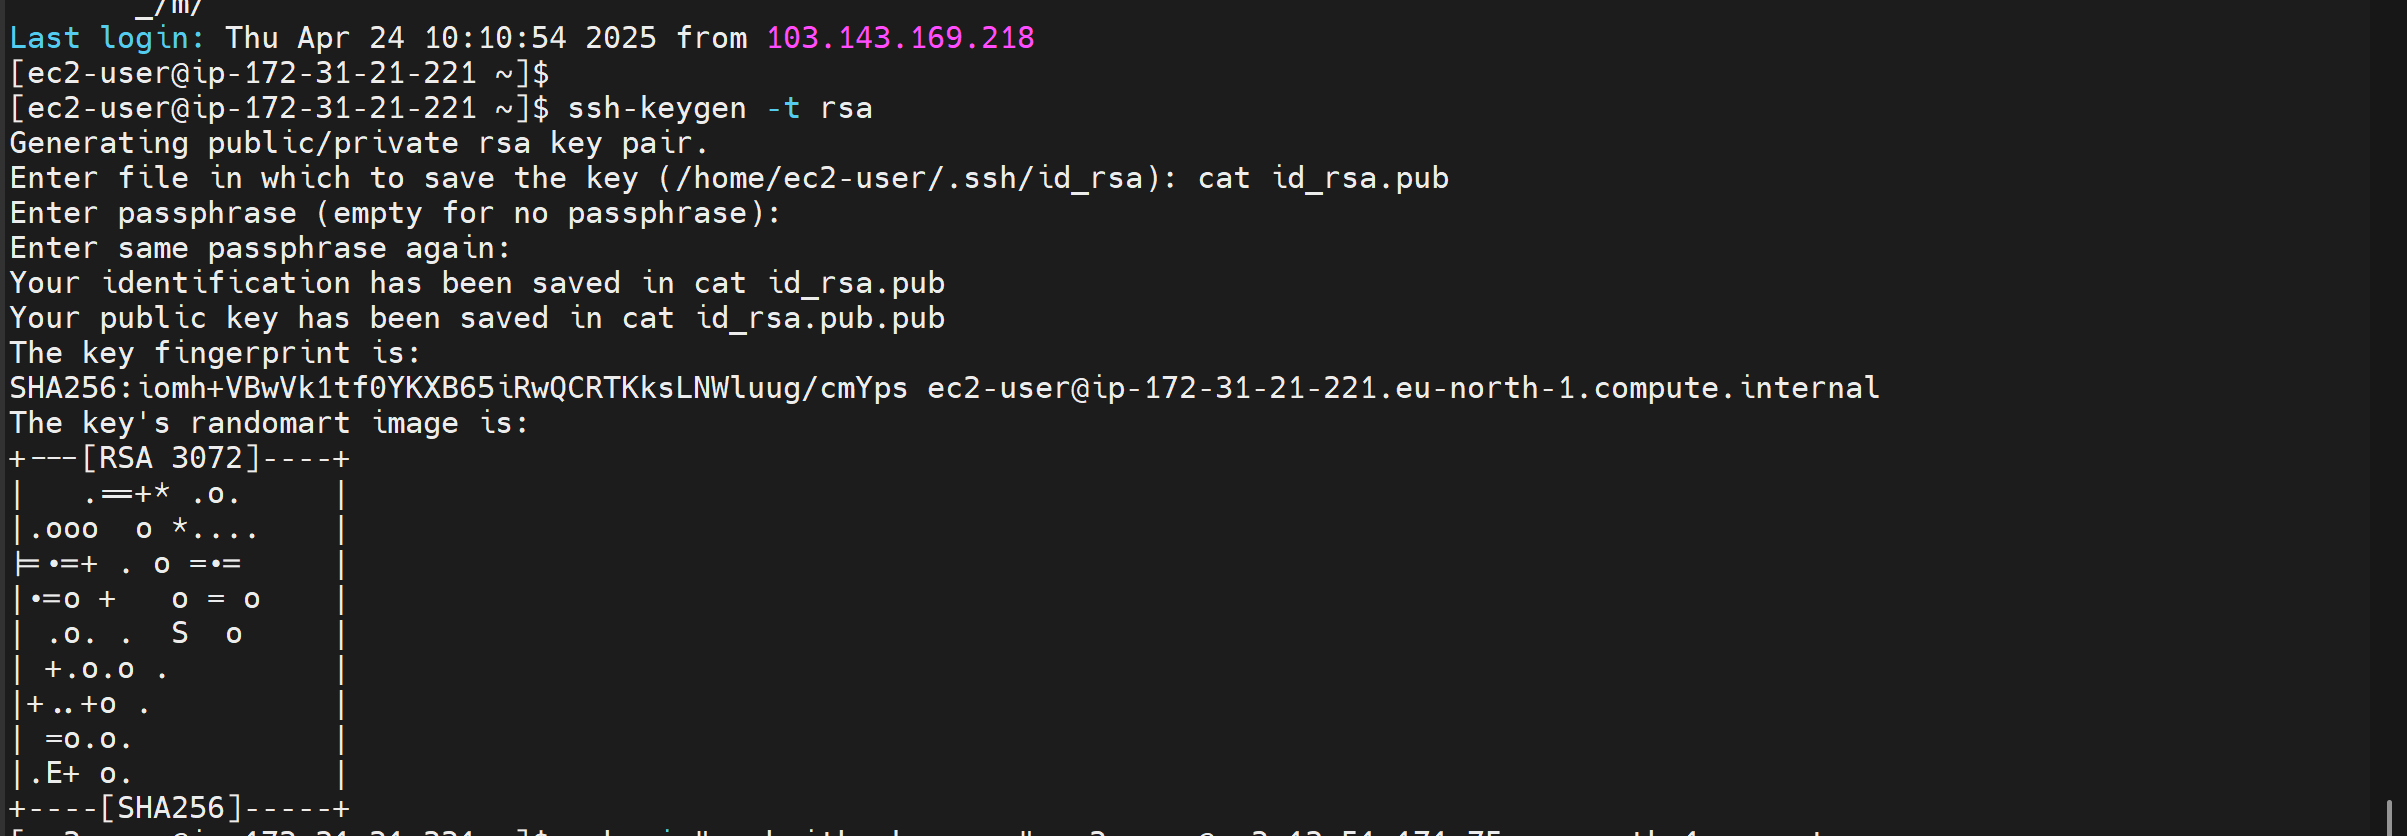 _/m/
Last login: Thu Apr 24 10:10:54 2025 from 103.143.169.218
[ec2-user@ip-172-31-21-221 ~]$
[ec2-user@ip-172-31-21-221 ~]$ ssh-keygen -t rsa
Generating public/private rsa key pair.
Enter file in which to save the key (/home/ec2-user/.ssh/id_rsa): cat id_rsa.pub
Enter passphrase (empty for no passphrase):
Enter same passphrase again:
Your identification has been saved in cat id_rsa.pub
Your public key has been saved in cat id_rsa.pub.pub
The key fingerprint is:
SHA256:iomh+VBwVk1tf0YKXB65iRwQCRTKksLNWluug/cmYps ec2-user@ip-172-31-21-221.eu-north-1.compute.internal
The key's randomart image is:
+---[RSA 3072]----+
|   .==+* .o.     |
|.ooo  o *....    |
|=*=+ . o =*=     |
|*=o +   o = o    |
| .o. .  S  o     |
| +.o.o .         |
|+..+o .          |
| =o.o.           |
|.E+ o.           |
+----[SHA256]-----+